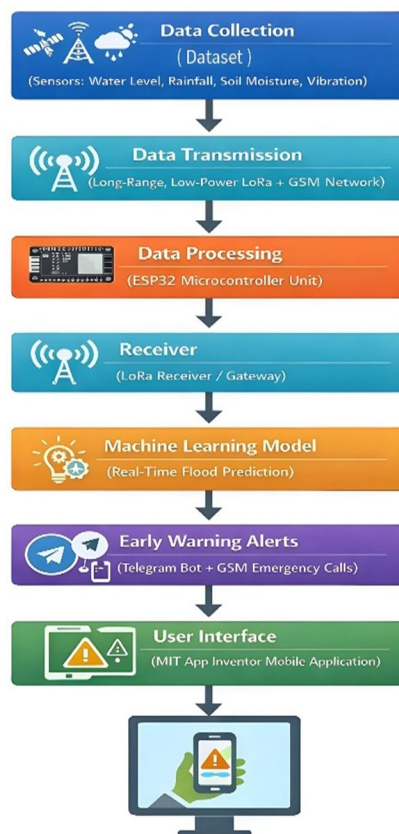 Data Collection
( Dataset )
(Sensors: Water Level, Rainfall, Soil Moisture, Vibration)
Data Transmission
(Long-Range, Low-Power LoRa + GSM Network)
Data Processing
(ESP32 Microcontroller Unit)
Receiver
(LoRa Receiver / Gateway)
Machine Learning Model
(Real-Time Flood Prediction)
Early Warning Alerts
(Telegram Bot + GSM Emergency Calls)
User Interface
(MIT App Inventor Mobile Application)